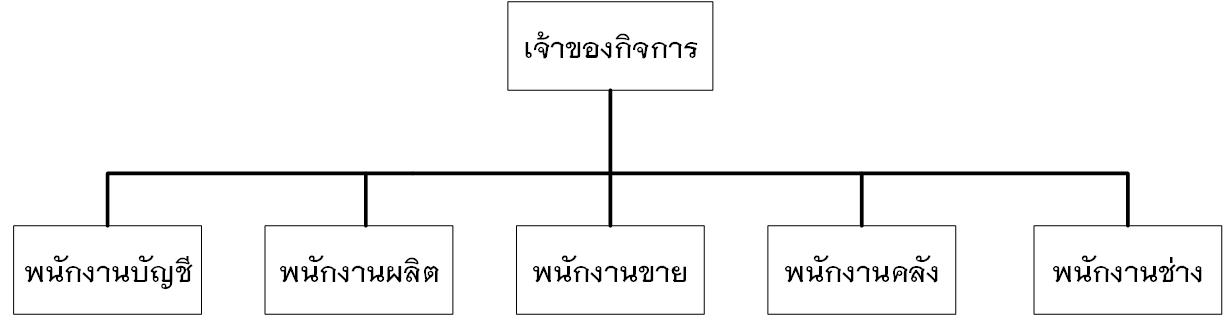 เจ้าของกิจการ
พนักงานบัญชี
พนักงานผลิต
พนักงานขาย
พนักงานคลัง
พนักงานช่าง